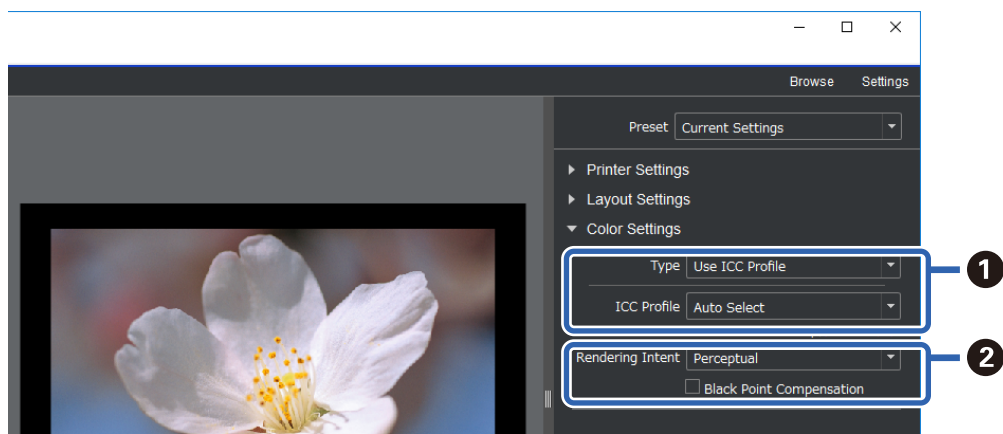 Browse Settings
Preset Current Settings
Printer Settings
Layout Settings
Color Settings
Type Use ICC Profile
1
ICC Profile Auto Select
Rendering Intent Perceptual
2
Black Point Compensation